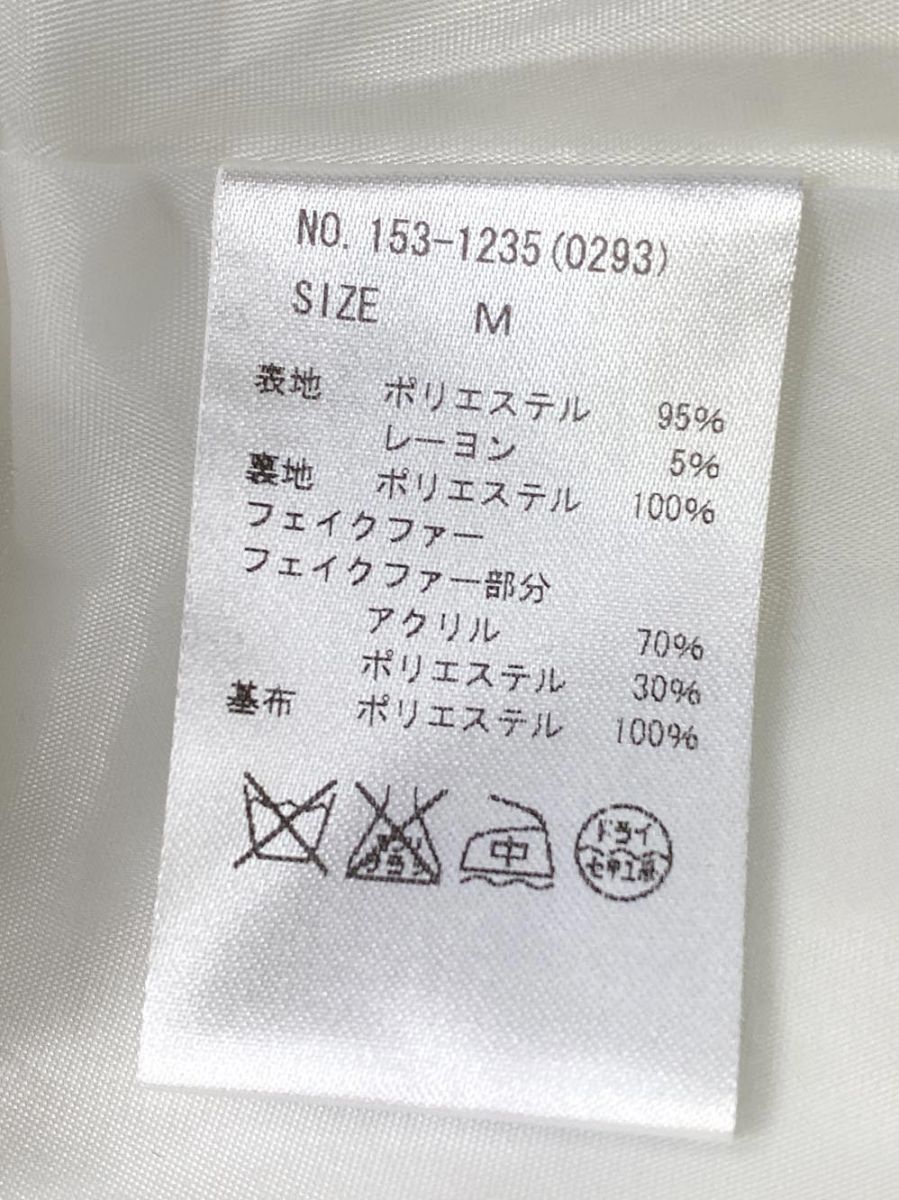 NO. 153-1235(0293)
SIZE M
表地 ポリエステル 95%
レーヨン 5%
裏地 ポリエステル 100%
フェイクファー
フェイクファー部分
アクリル 70%
ポリエステル 30%
基布 ポリエステル 100%
中 ドライ